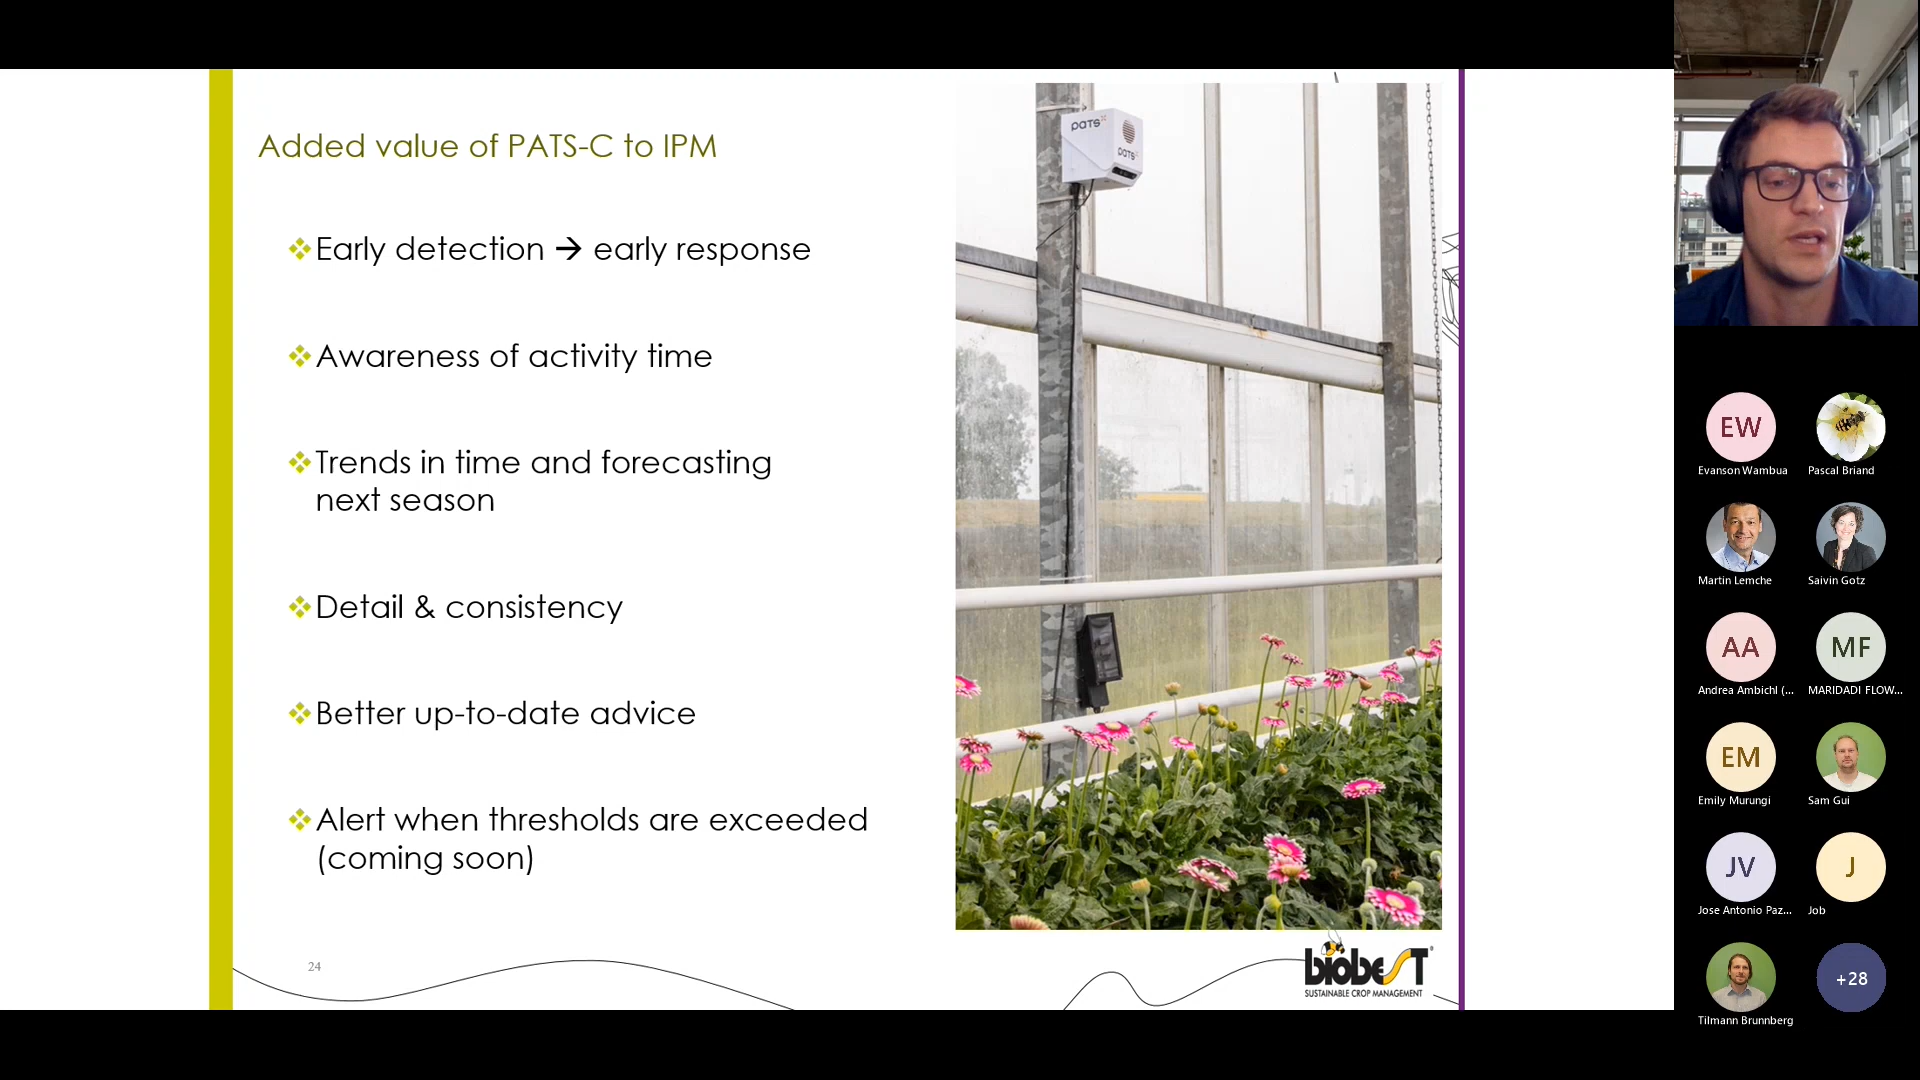 Added value of PATS-C to IPM
Early detection → early response
Awareness of activity time
Trends in time and forecasting
next season
Detail & consistency
Better up-to-date advice
Alert when thresholds are exceeded
(coming soon)
24
PATS
PATS
biobesT®
SUSTAINABLE CROP MANAGEMENT
EW
Evanson Wambua
Pascal Briand
Martin Lemche
Saivin Gotz
AA
Andrea Ambichl (...
MF
MARIDADI FLOW...
EM
Emily Murungi
Sam Gui
JV
Jose Antonio Paz...
J
Job
Tilmann Brunnberg
+28